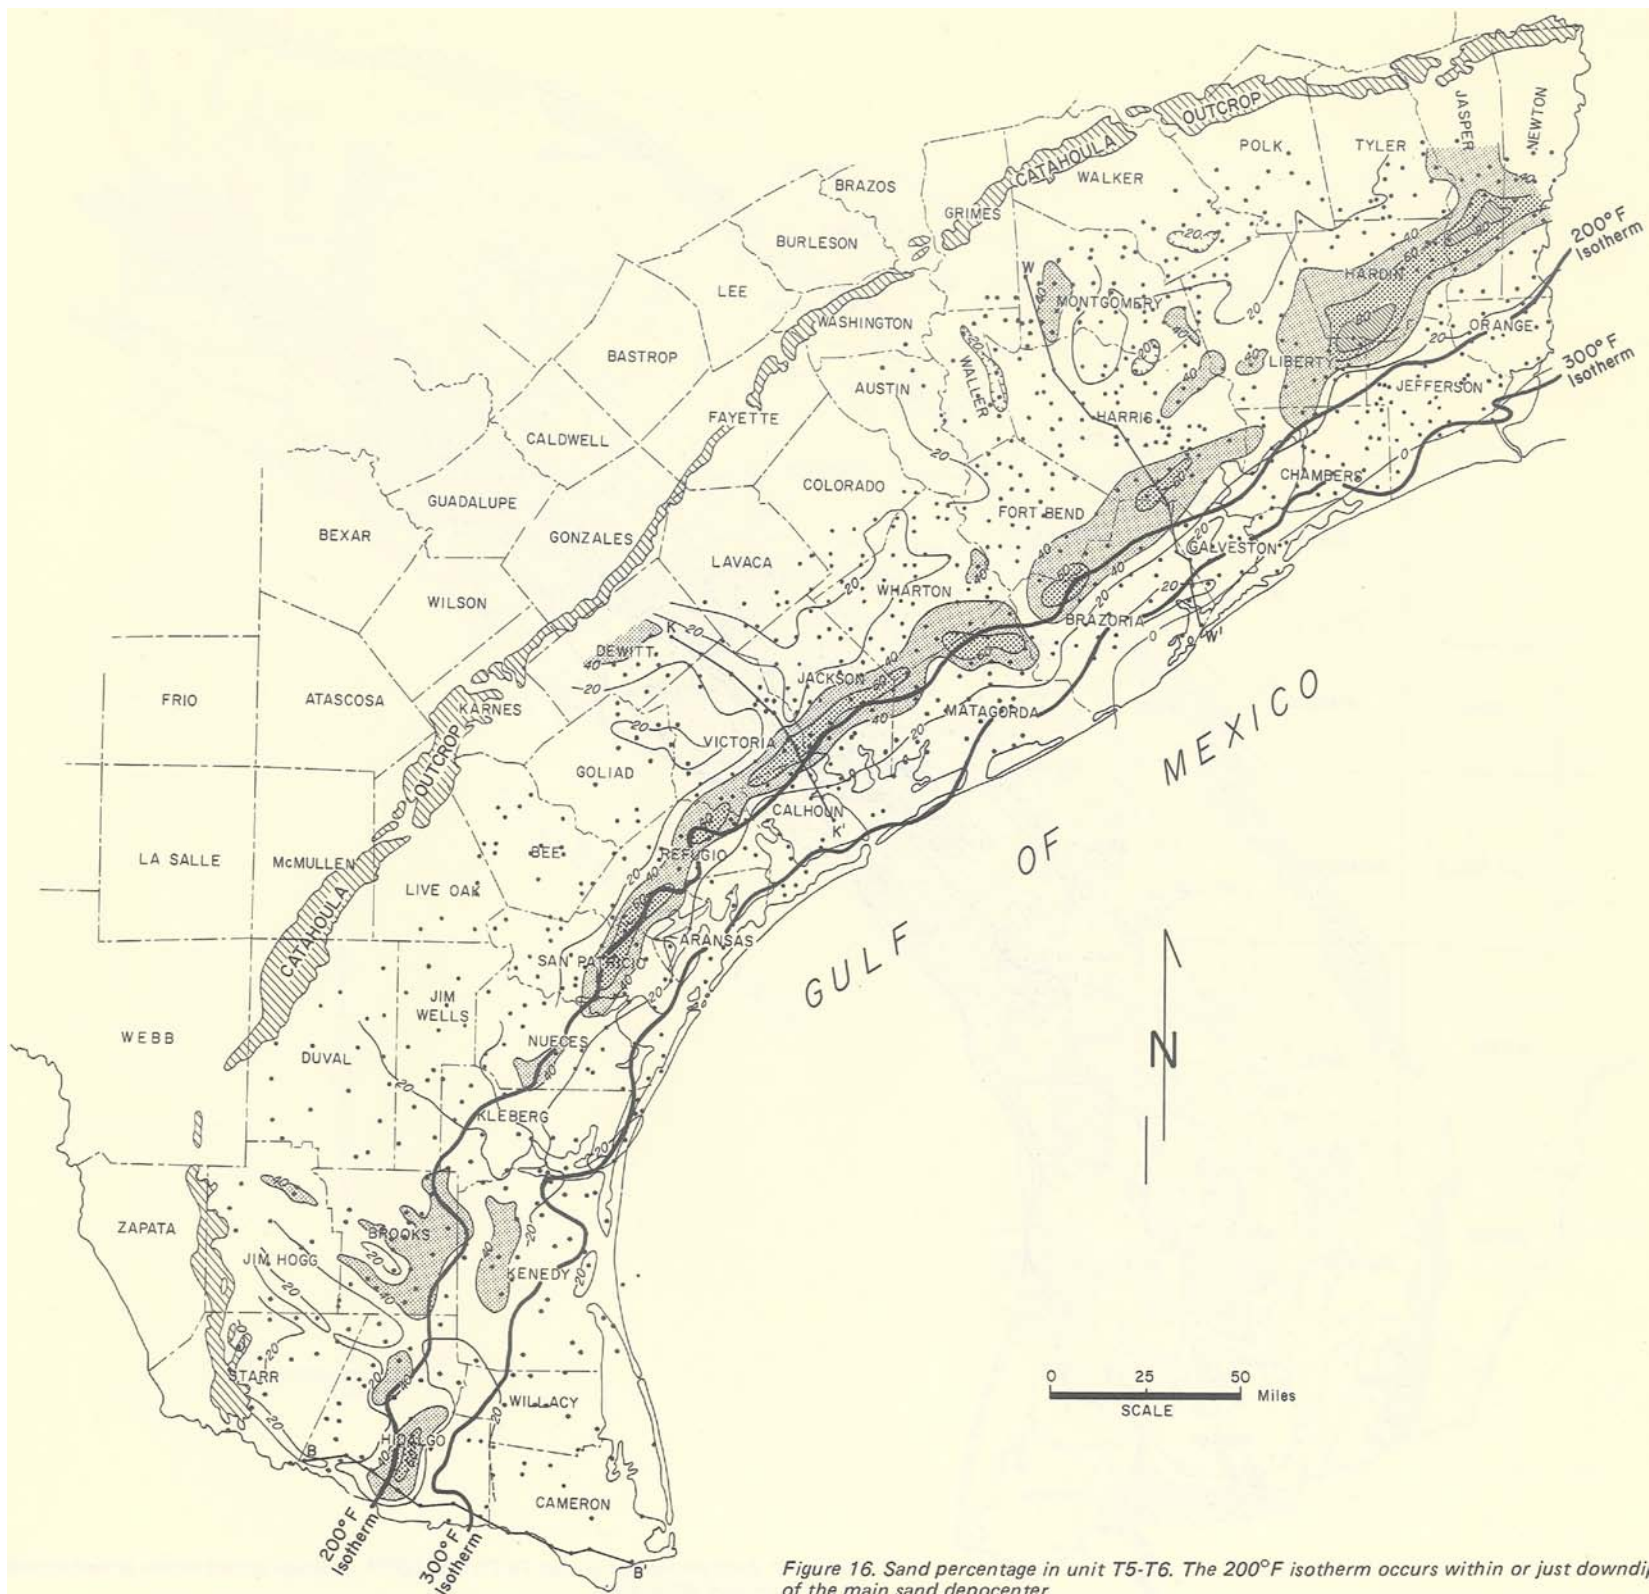 BRAZOS
BURLESON
LEE
BASTROP
WASHINGTON
AUSTIN
FAYETTE
CALDWELL
GUADALUPE
BEXAR
GONZALES
WILSON
COLORADO
LAVACA
FRIO
ATASCOSA
KARNES
DEWITT
GOLIAD
VICTORIA
JACKSON
WHARTON
MATAGORDA
CALHOUN
REFUGIO
BEE
LIVE OAK
McMULLEN
LA SALLE
WEBB
DUVAL
JIM
WELLS
SAN PATRICIO
ARANSAS
NUECES
KLEBERG
ZAPATA
JIM HOGG
BROOKS
KENEDY
STARR
HIDALGO
WILLACY
CAMERON
GRIMES
WALKER
POLK
TYLER
JASPER
NEWTON
MONTGOMERY
WALLER
HARRIS
LIBERTY
HARDIN
ORANGE
JEFFERSON
CHAMBERS
GALVESTON
FORT BEND
BRAZORIA
CATAHOULA OUTCROP
CATAHOULA OUTCROP
200°F
Isotherm
300°F
Isotherm
200°F
Isotherm
300°F
Isotherm
W
W'
K
K'
B
B'
GULF OF MEXICO
N
0 25 50 Miles
SCALE
Figure 16. Sand percentage in unit T5-T6. The 200°F isotherm occurs within or just downdi
of the main sand depocenter.